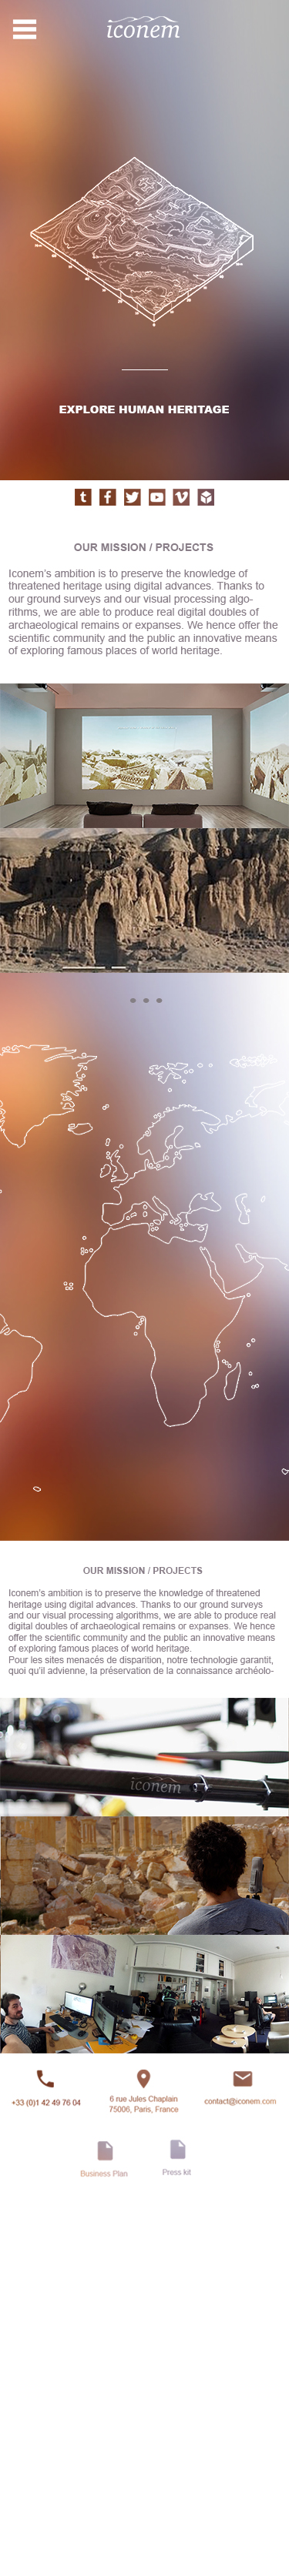 iconem
EXPLORE HUMAN HERITAGE
OUR MISSION / PROJECTS
Iconem's ambition is to preserve the knowledge of
threatened heritage using digital advances. Thanks to
our ground surveys and our visual processing algo-
rithms, we are able to produce real digital doubles of
archaeological remains or expanses. We hence offer the
scientific community and the public an innovative means
of exploring famous places of world heritage.
OUR MISSION / PROJECTS
Iconem's ambition is to preserve the knowledge of threatened
heritage using digital advances. Thanks to our ground surveys
and our visual processing algorithms, we are able to produce real
digital doubles of archaeological remains or expanses. We hence
offer the scientific community and the public an innovative means
of exploring famous places of world heritage.
Pour les sites menacés de disparition, notre technologie garantit,
quoi qu'il advienne, la préservation de la connaissance archéolo-
iconem
+33 (0)1 42 49 76 04
6 rue Jules Chaplain
75006, Paris, France
contact@iconem.com
Business Plan
Press kit